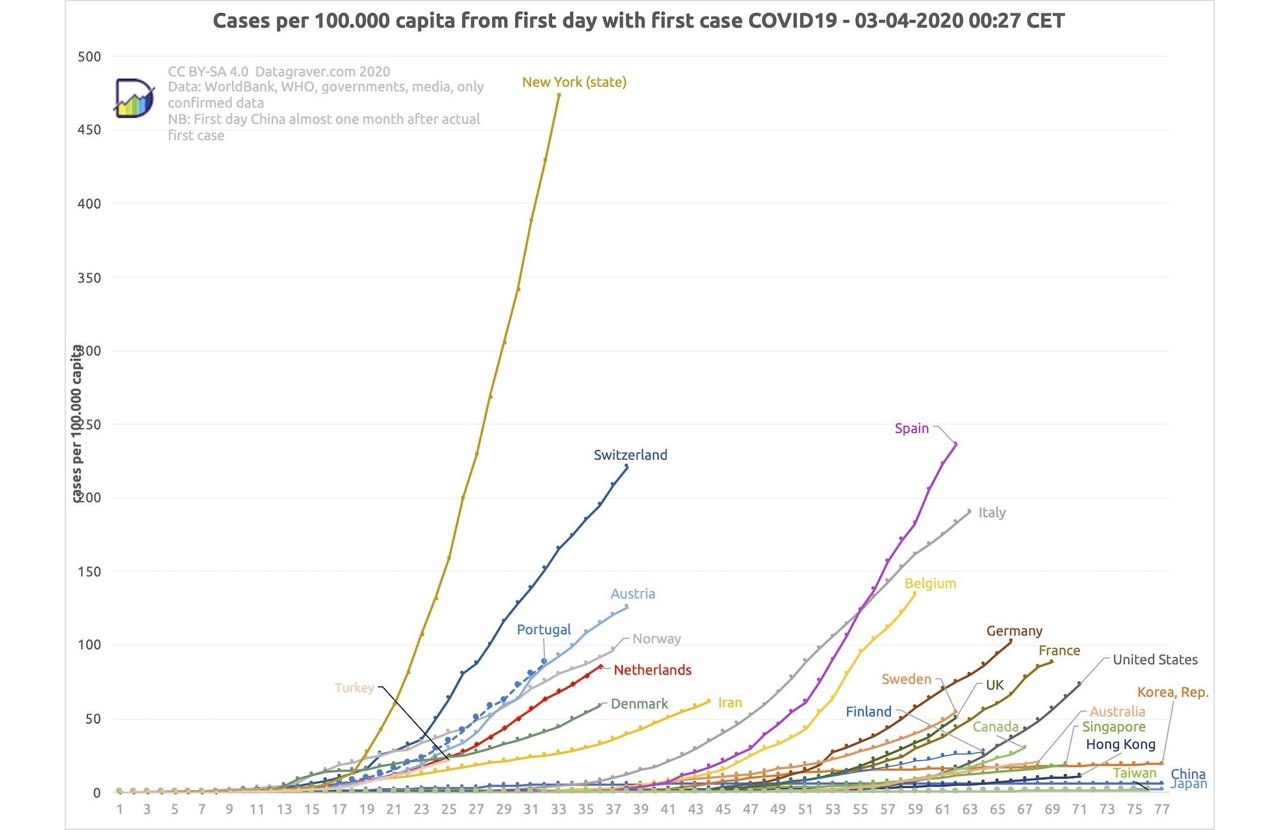 Cases per 100.000 capita from first day with first case COVID19 - 03-04-2020 00:27 CET
500
CC BY-SA 4.0 Datagraver.com 2020
Data: WorldBank, WHO, governments, media, only
confirmed data
NB: First day China almost one month after actual
first case
New York (state)
450
400
350
300
cases per 100.000 capita
250
Spain
Switzerland
200
Italy
150
Belgium
Austria
Portugal
Norway
100
Germany
France
United States
Netherlands
Turkey
Sweden
UK
Korea, Rep.
Denmark
Iran
Finland
Australia
50
Canada
Singapore
Hong Kong
Taiwan
China
Japan
0
1 3 5 7 9 11 13 15 17 19 21 23 25 27 29 31 33 35 37 39 41 43 45 47 49 51 53 55 57 59 61 63 65 67 69 71 73 75 77